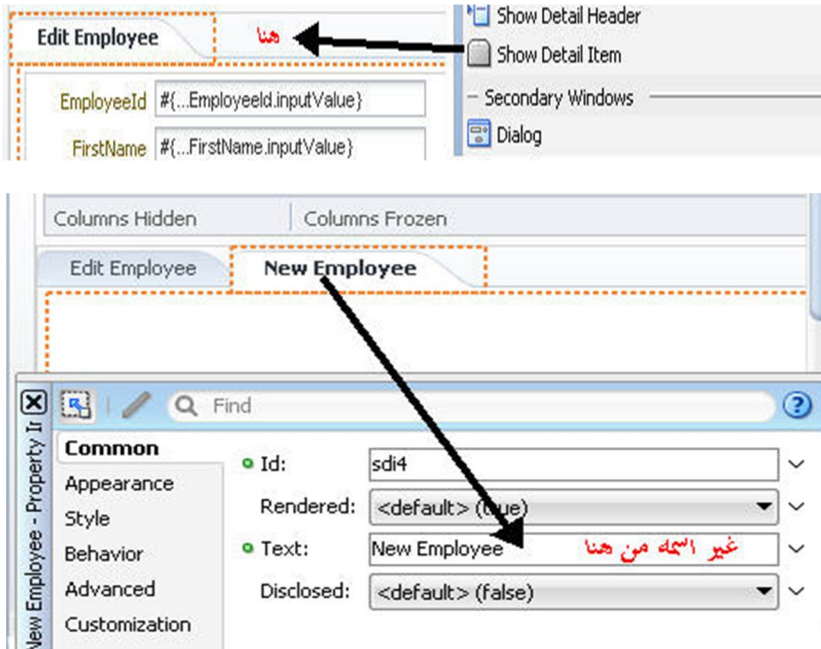 Show Detail Header
Edit Employee هنا Show Detail Item
EmployeeId #{...EmployeeId.inputValue} Secondary Windows
FirstName #{...FirstName.inputValue} Dialog
Columns Hidden Columns Frozen
Edit Employee New Employee
Find
Common
Id: sdi4
Appearance
Rendered: <default> (true)
Style
Text: New Employee غير اسمه من هنا
Behavior
Advanced Disclosed: <default> (false)
Customization
New Employee - Property